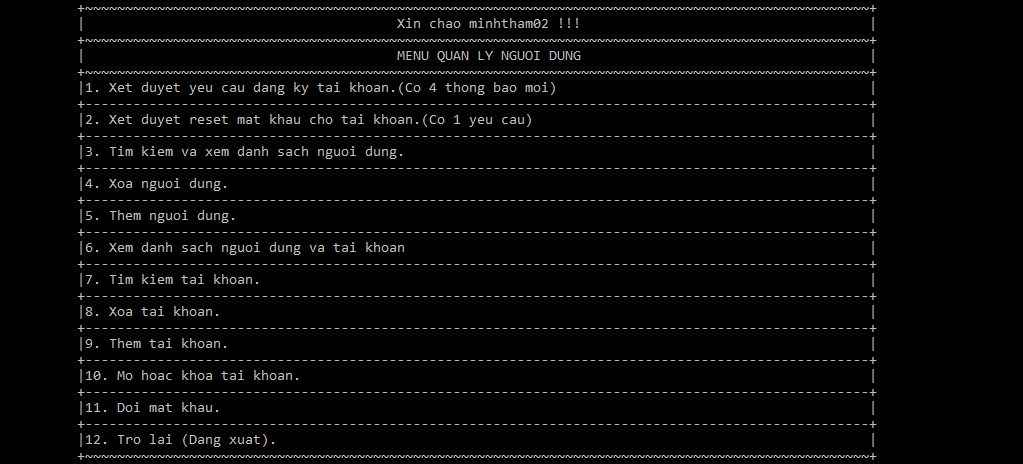 Xin chao minhtham02 !!!
MENU QUAN LY NGUOI DUNG
1. Xet duyet yeu cau dang ky tai khoan.(Co 4 thong bao moi)
2. Xet duyet reset mat khau cho tai khoan.(Co 1 yeu cau)
3. Tim kiem va xem danh sach nguoi dung.
4. Xoa nguoi dung.
5. Them nguoi dung.
6. Xem danh sach nguoi dung va tai khoan
7. Tim kiem tai khoan.
8. Xoa tai khoan.
9. Them tai khoan.
10. Mo hoac khoa tai khoan.
11. Doi mat khau.
12. Tro lai (Dang xuat).